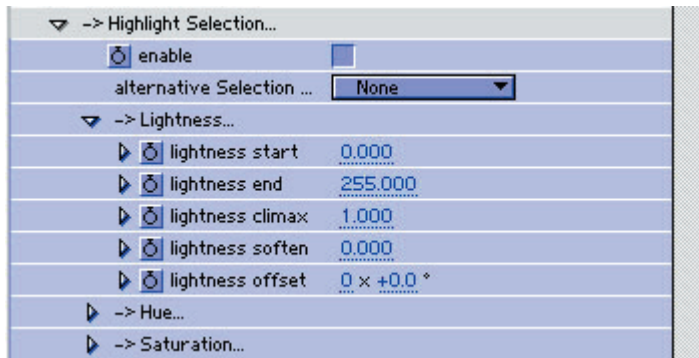 -> Highlight Selection...
enable
alternative Selection ... None
-> Lightness...
lightness start 0.000
lightness end 255.000
lightness climax 1.000
lightness soften 0.000
lightness offset 0 x +0.0 °
-> Hue...
-> Saturation...